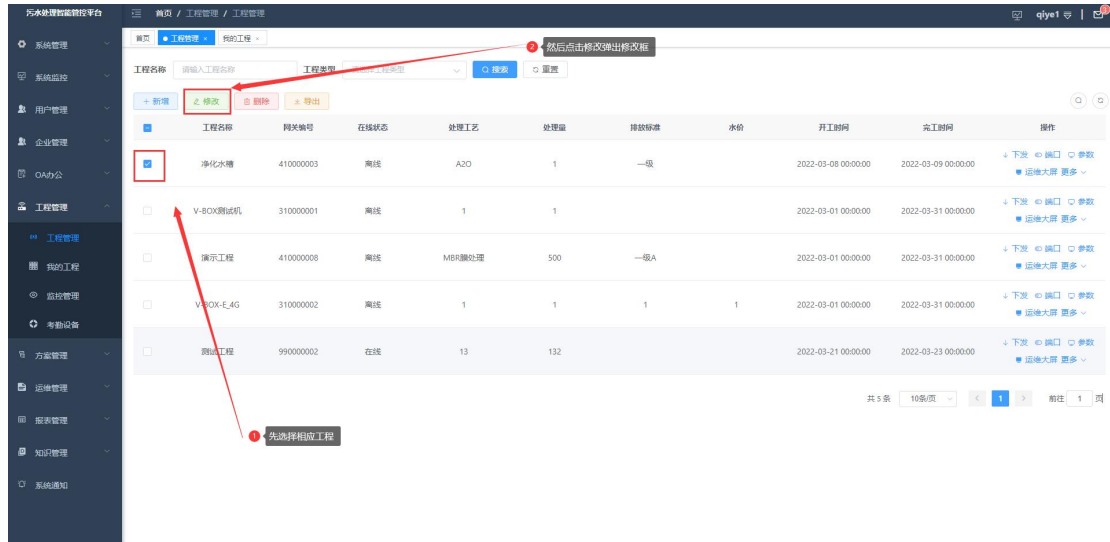 污水处理智能管控平台
首页 / 工程管理 / 工程管理
qiye1
首页 工程管理 × 我的工程 ×
系统管理
系统监控
用户管理
企业管理
OA办公
工程管理
工程管理
我的工程
监控管理
考勤设备
方案管理
运维管理
报表管理
知识管理
系统通知
2 然后点击修改弹出修改框
工程名称 请输入工程名称 工程类型 搜索 重置
+ 新增 修改 删除 导出
工程名称 网关编号 在线状态 处理工艺 处理量 排放标准 水价 开工时间 完工时间 操作
净化水槽 410000003 离线 A2O 1 一级 2022-03-08 00:00:00 2022-03-09 00:00:00 下发 端口 参数
运维大屏 更多
V-BOX测试机 310000001 离线 1 1 2022-03-01 00:00:00 2022-03-31 00:00:00 下发 端口 参数
运维大屏 更多
演示工程 410000008 离线 MBR膜处理 500 一级A 2022-03-01 00:00:00 2022-03-31 00:00:00 下发 端口 参数
运维大屏 更多
V-BOX-E_4G 310000002 离线 1 1 1 1 2022-03-01 00:00:00 2022-03-31 00:00:00 下发 端口 参数
运维大屏 更多
测试工程 990000002 在线 13 132 2022-03-21 00:00:00 2022-03-23 00:00:00 下发 端口 参数
运维大屏 更多
共 5 条 10条/页 < 1 > 前往 1 页
1 先选择相应工程